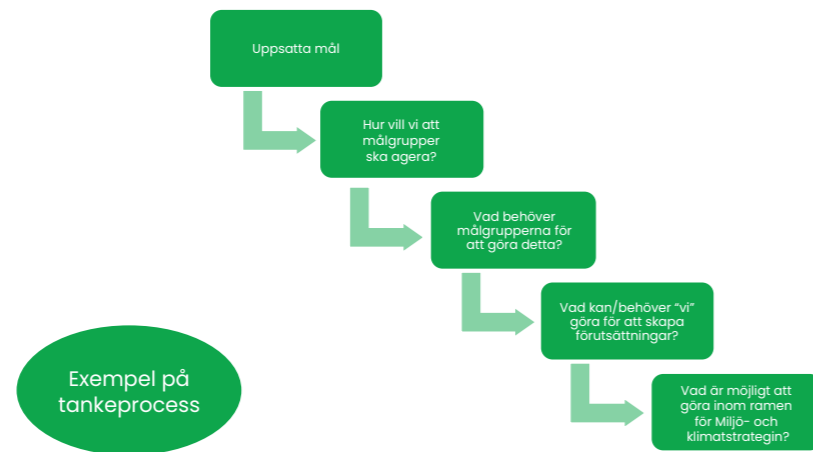 Uppsatta mål
Hur vill vi att
målgrupper
ska agera?
Vad behöver
målgrupperna för
att göra detta?
Vad kan/behöver “vi”
göra för att skapa
förutsättningar?
Vad är möjligt att
göra inom ramen
för Miljö- och
klimatstrategin?
Exempel på
tankeprocess